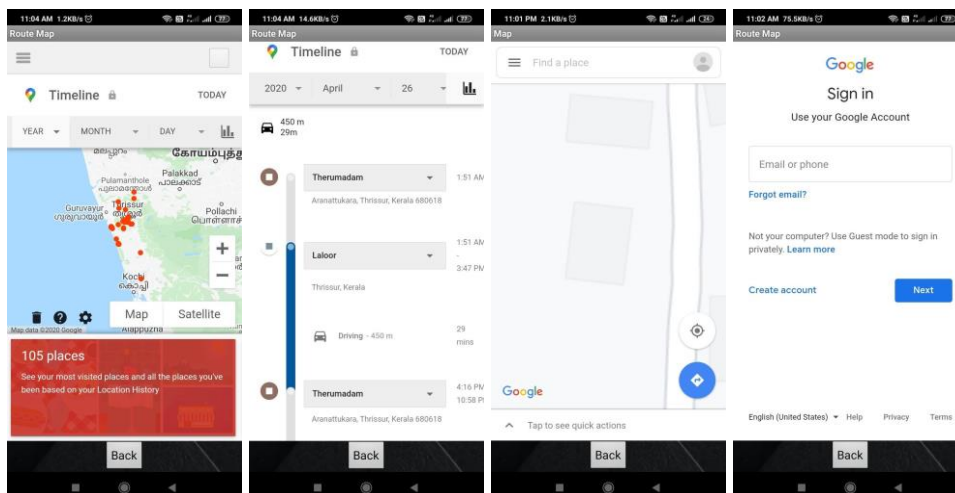 11:04 AM 1.2KB/s
Route Map
Timeline
TODAY
YEAR MONTH DAY
Pulamanthole
Palakkad
പാലക്കാട്
Guruvayur
ഗുരുവായൂർ
Thrissur
തൃശൂർ
Pollachi
Kochi
കൊച്ചി
+
−
Map Satellite
Map data ©2020 Google
Alappuzha
105 places
See your most visited places and all the places you've
been based on your Location History
Back
11:04 AM 14.6KB/s
Route Map
Timeline
TODAY
2020 April 26
450 m
29m
Therumadam
1:51 AM
Aranattukara, Thrissur, Kerala 680618
1:51 AM
-
3:47 PM
Laloor
Thrissur, Kerala
Driving - 450 m
29
mins
Therumadam
4:16 PM
10:58 P
Aranattukara, Thrissur, Kerala 680618
Back
11:01 PM 2.1KB/s
Map
Find a place
Google
Tap to see quick actions
Back
11:02 AM 75.5KB/s
Route Map
Google
Sign in
Use your Google Account
Email or phone
Forgot email?
Not your computer? Use Guest mode to sign in
privately. Learn more
Create account
Next
English (United States) Help Privacy Terms
Back